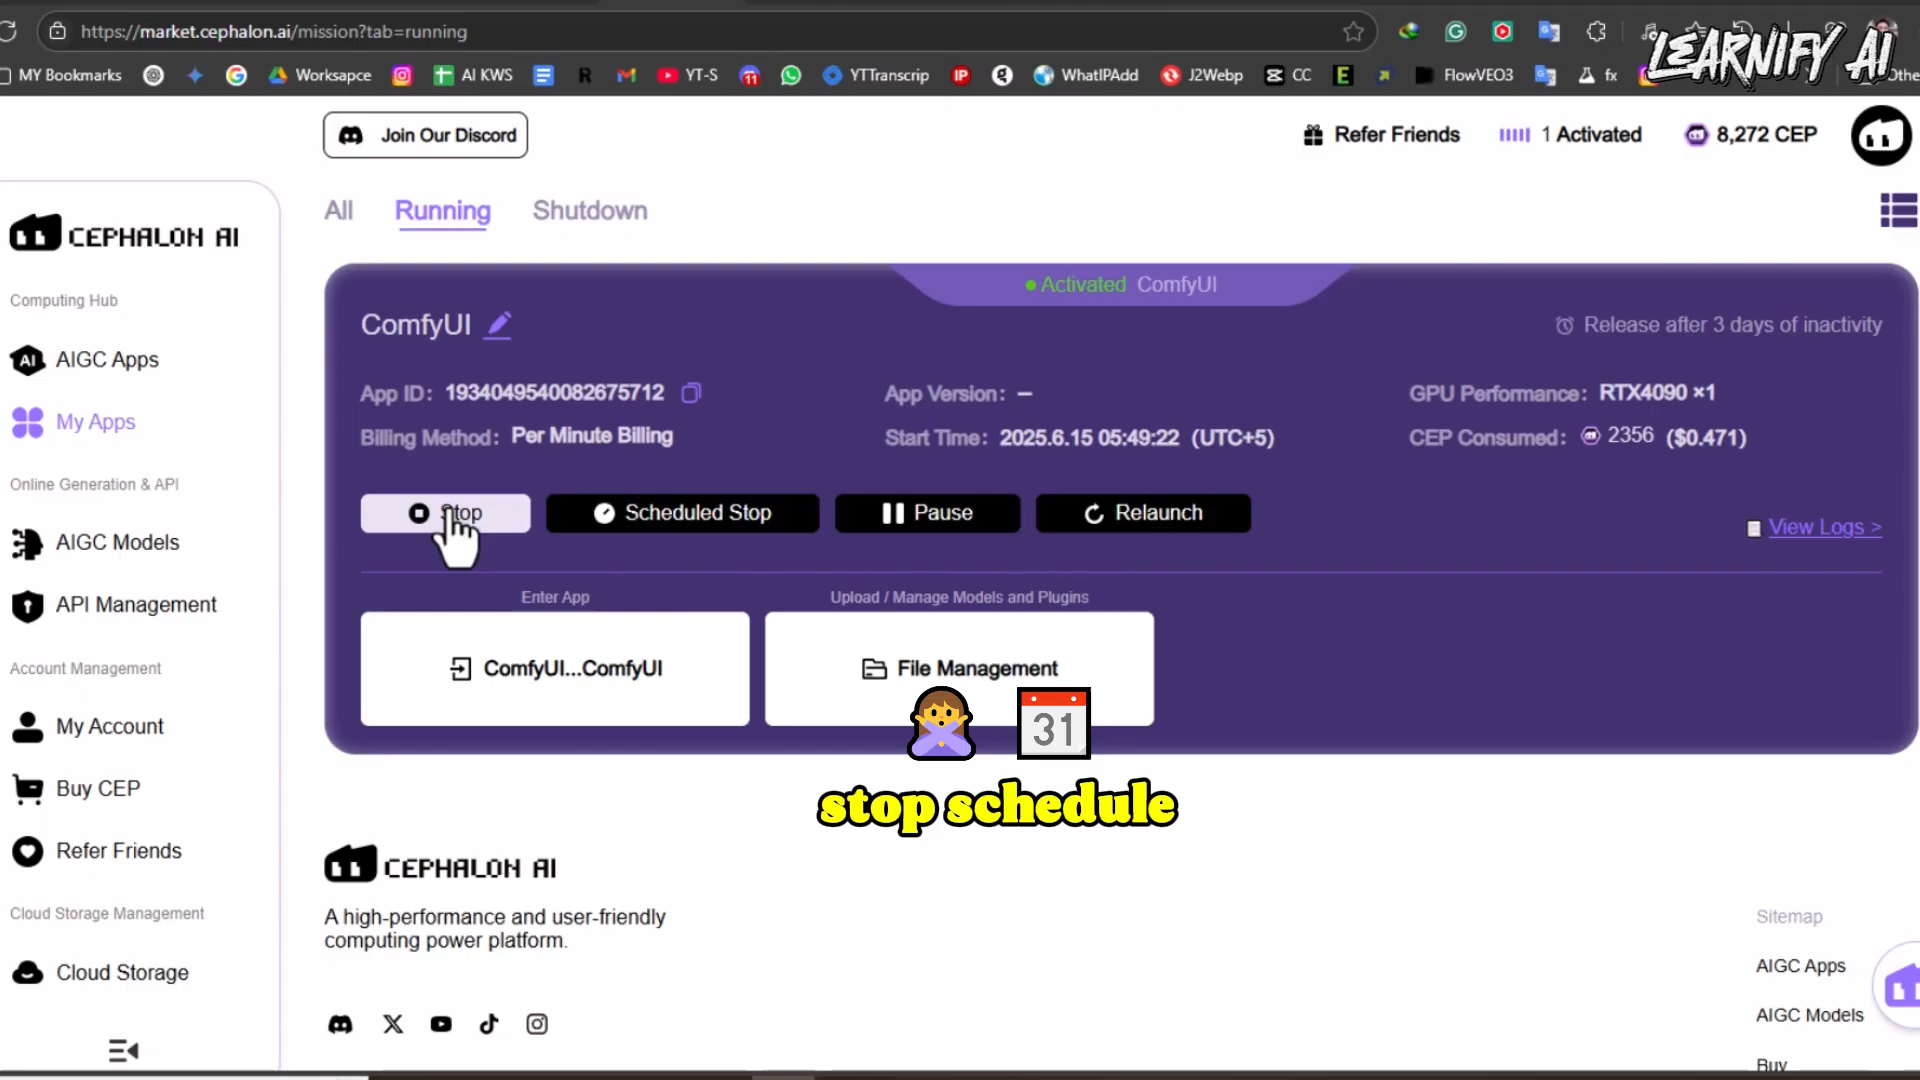 https://market.cephalon.ai/mission?tab=running
LEARNIFY AI
MY Bookmarks
Worksapce
AI KWS
R
YT-S
11
YTTranscrip
IP
WhatIPAdd
J2Webp
CC
E
FlowVEO3
fx
Othe
Join Our Discord
Refer Friends
1 Activated
8,272 CEP
All
Running
Shutdown
CEPHALON AI
Activated ComfyUI
ComfyUI
Release after 3 days of inactivity
Computing Hub
AI
AIGC Apps
My Apps
App ID: 1934049540082675712
App Version: —
GPU Performance: RTX4090 ×1
Billing Method: Per Minute Billing
Start Time: 2025.6.15 05:49:22 (UTC+5)
CEP Consumed: 2356 ($0.471)
Online Generation & API
Stop
Scheduled Stop
Pause
Relaunch
View Logs >
AIGC Models
API Management
Enter App
Upload / Manage Models and Plugins
ComfyUI...ComfyUI
File Management
Account Management
My Account
31
Buy CEP
stop schedule
Refer Friends
CEPHALON AI
A high-performance and user-friendly
computing power platform.
Cloud Storage Management
Cloud Storage
Sitemap
AIGC Apps
AIGC Models
Buy